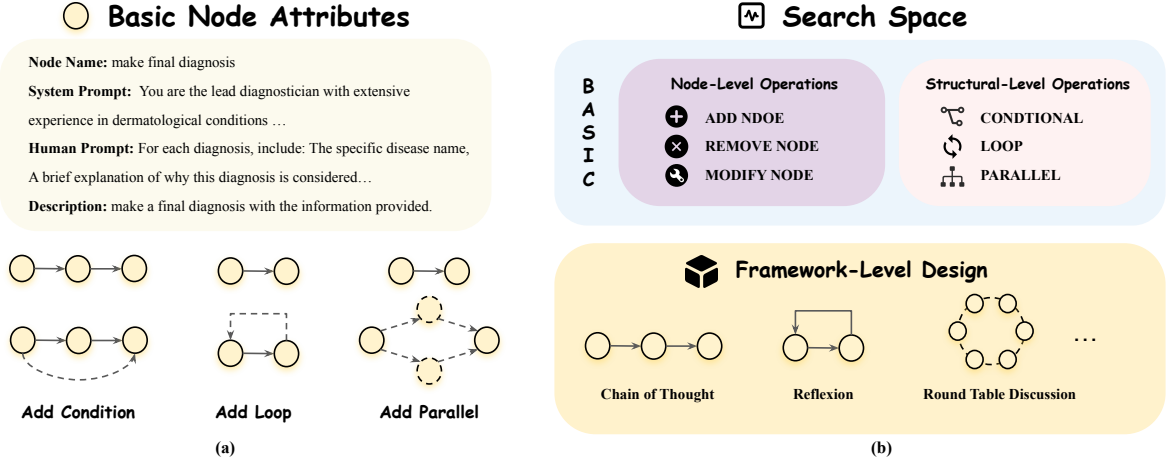 Basic Node Attributes
Node Name: make final diagnosis
System Prompt: You are the lead diagnostician with extensive
experience in dermatological conditions …
Human Prompt: For each diagnosis, include: The specific disease name,
A brief explanation of why this diagnosis is considered…
Description: make a final diagnosis with the information provided.
Add Condition
Add Loop
Add Parallel
(a)
Search Space
BASIC
Node-Level Operations
ADD NDOE
REMOVE NODE
MODIFY NODE
Structural-Level Operations
CONDTIONAL
LOOP
PARALLEL
Framework-Level Design
...
Chain of Thought
Reflexion
Round Table Discussion
(b)